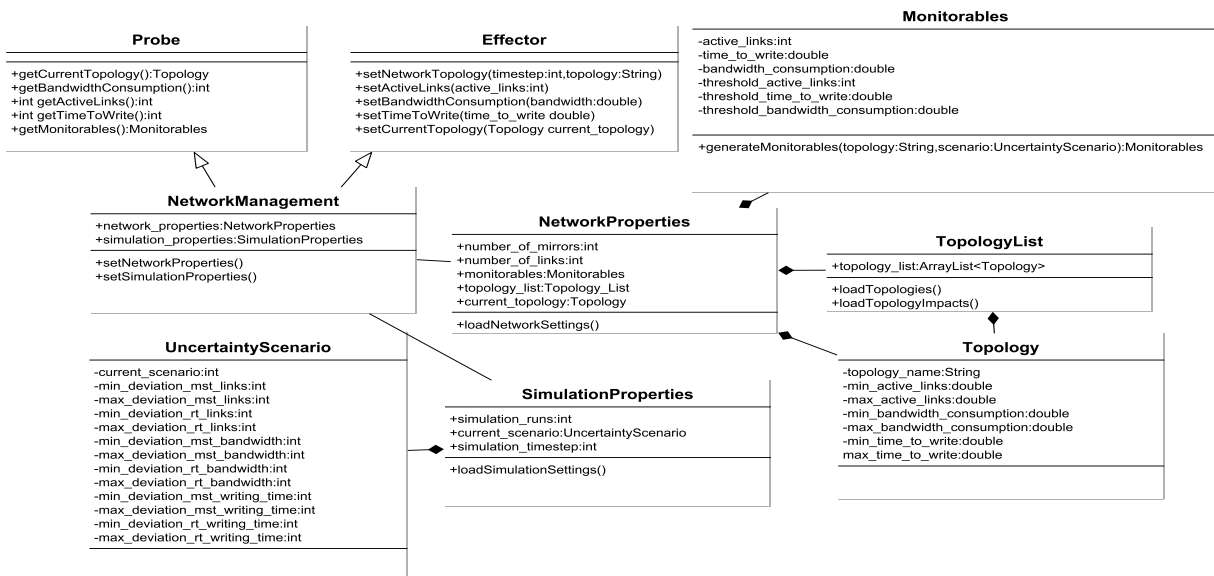 Probe
+getCurrentTopology():Topology
+getBandwidthConsumption():int
+int getActiveLinks():int
+int getTimeToWrite():int
+getMonitorables():Monitorables
Effector
+setNetworkTopology(timestep:int,topology:String)
+setActiveLinks(active_links:int)
+setBandwidthConsumption(bandwidth:double)
+setTimeToWrite(time_to_write double)
+setCurrentTopology(Topology current_topology)
Monitorables
-active_links:int
-time_to_write:double
-bandwidth_consumption:double
-threshold_active_links:int
-threshold_time_to_write:double
-threshold_bandwidth_consumption:double
+generateMonitorables(topology:String,scenario:UncertaintyScenario):Monitorables
NetworkManagement
+network_properties:NetworkProperties
+simulation_properties:SimulationProperties
+setNetworkProperties()
+setSimulationProperties()
NetworkProperties
+number_of_mirrors:int
+number_of_links:int
+monitorables:Monitorables
+topology_list:Topology_List
+current_topology:Topology
+loadNetworkSettings()
TopologyList
+topology_list:ArrayList<Topology>
+loadTopologies()
+loadTopologyImpacts()
UncertaintyScenario
-current_scenario:int
-min_deviation_mst_links:int
-max_deviation_mst_links:int
-min_deviation_rt_links:int
-max_deviation_rt_links:int
-min_deviation_mst_bandwidth:int
-max_deviation_mst_bandwidth:int
-min_deviation_rt_bandwidth:int
-max_deviation_rt_bandwidth:int
-min_deviation_mst_writing_time:int
-max_deviation_mst_writing_time:int
-min_deviation_rt_writing_time:int
-max_deviation_rt_writing_time:int
SimulationProperties
+simulation_runs:int
+current_scenario:UncertaintyScenario
+simulation_timestep:int
+loadSimulationSettings()
Topology
-topology_name:String
-min_active_links:double
-max_active_links:double
-min_bandwidth_consumption:double
-max_bandwidth_consumption:double
-min_time_to_write:double
max_time_to_write:double